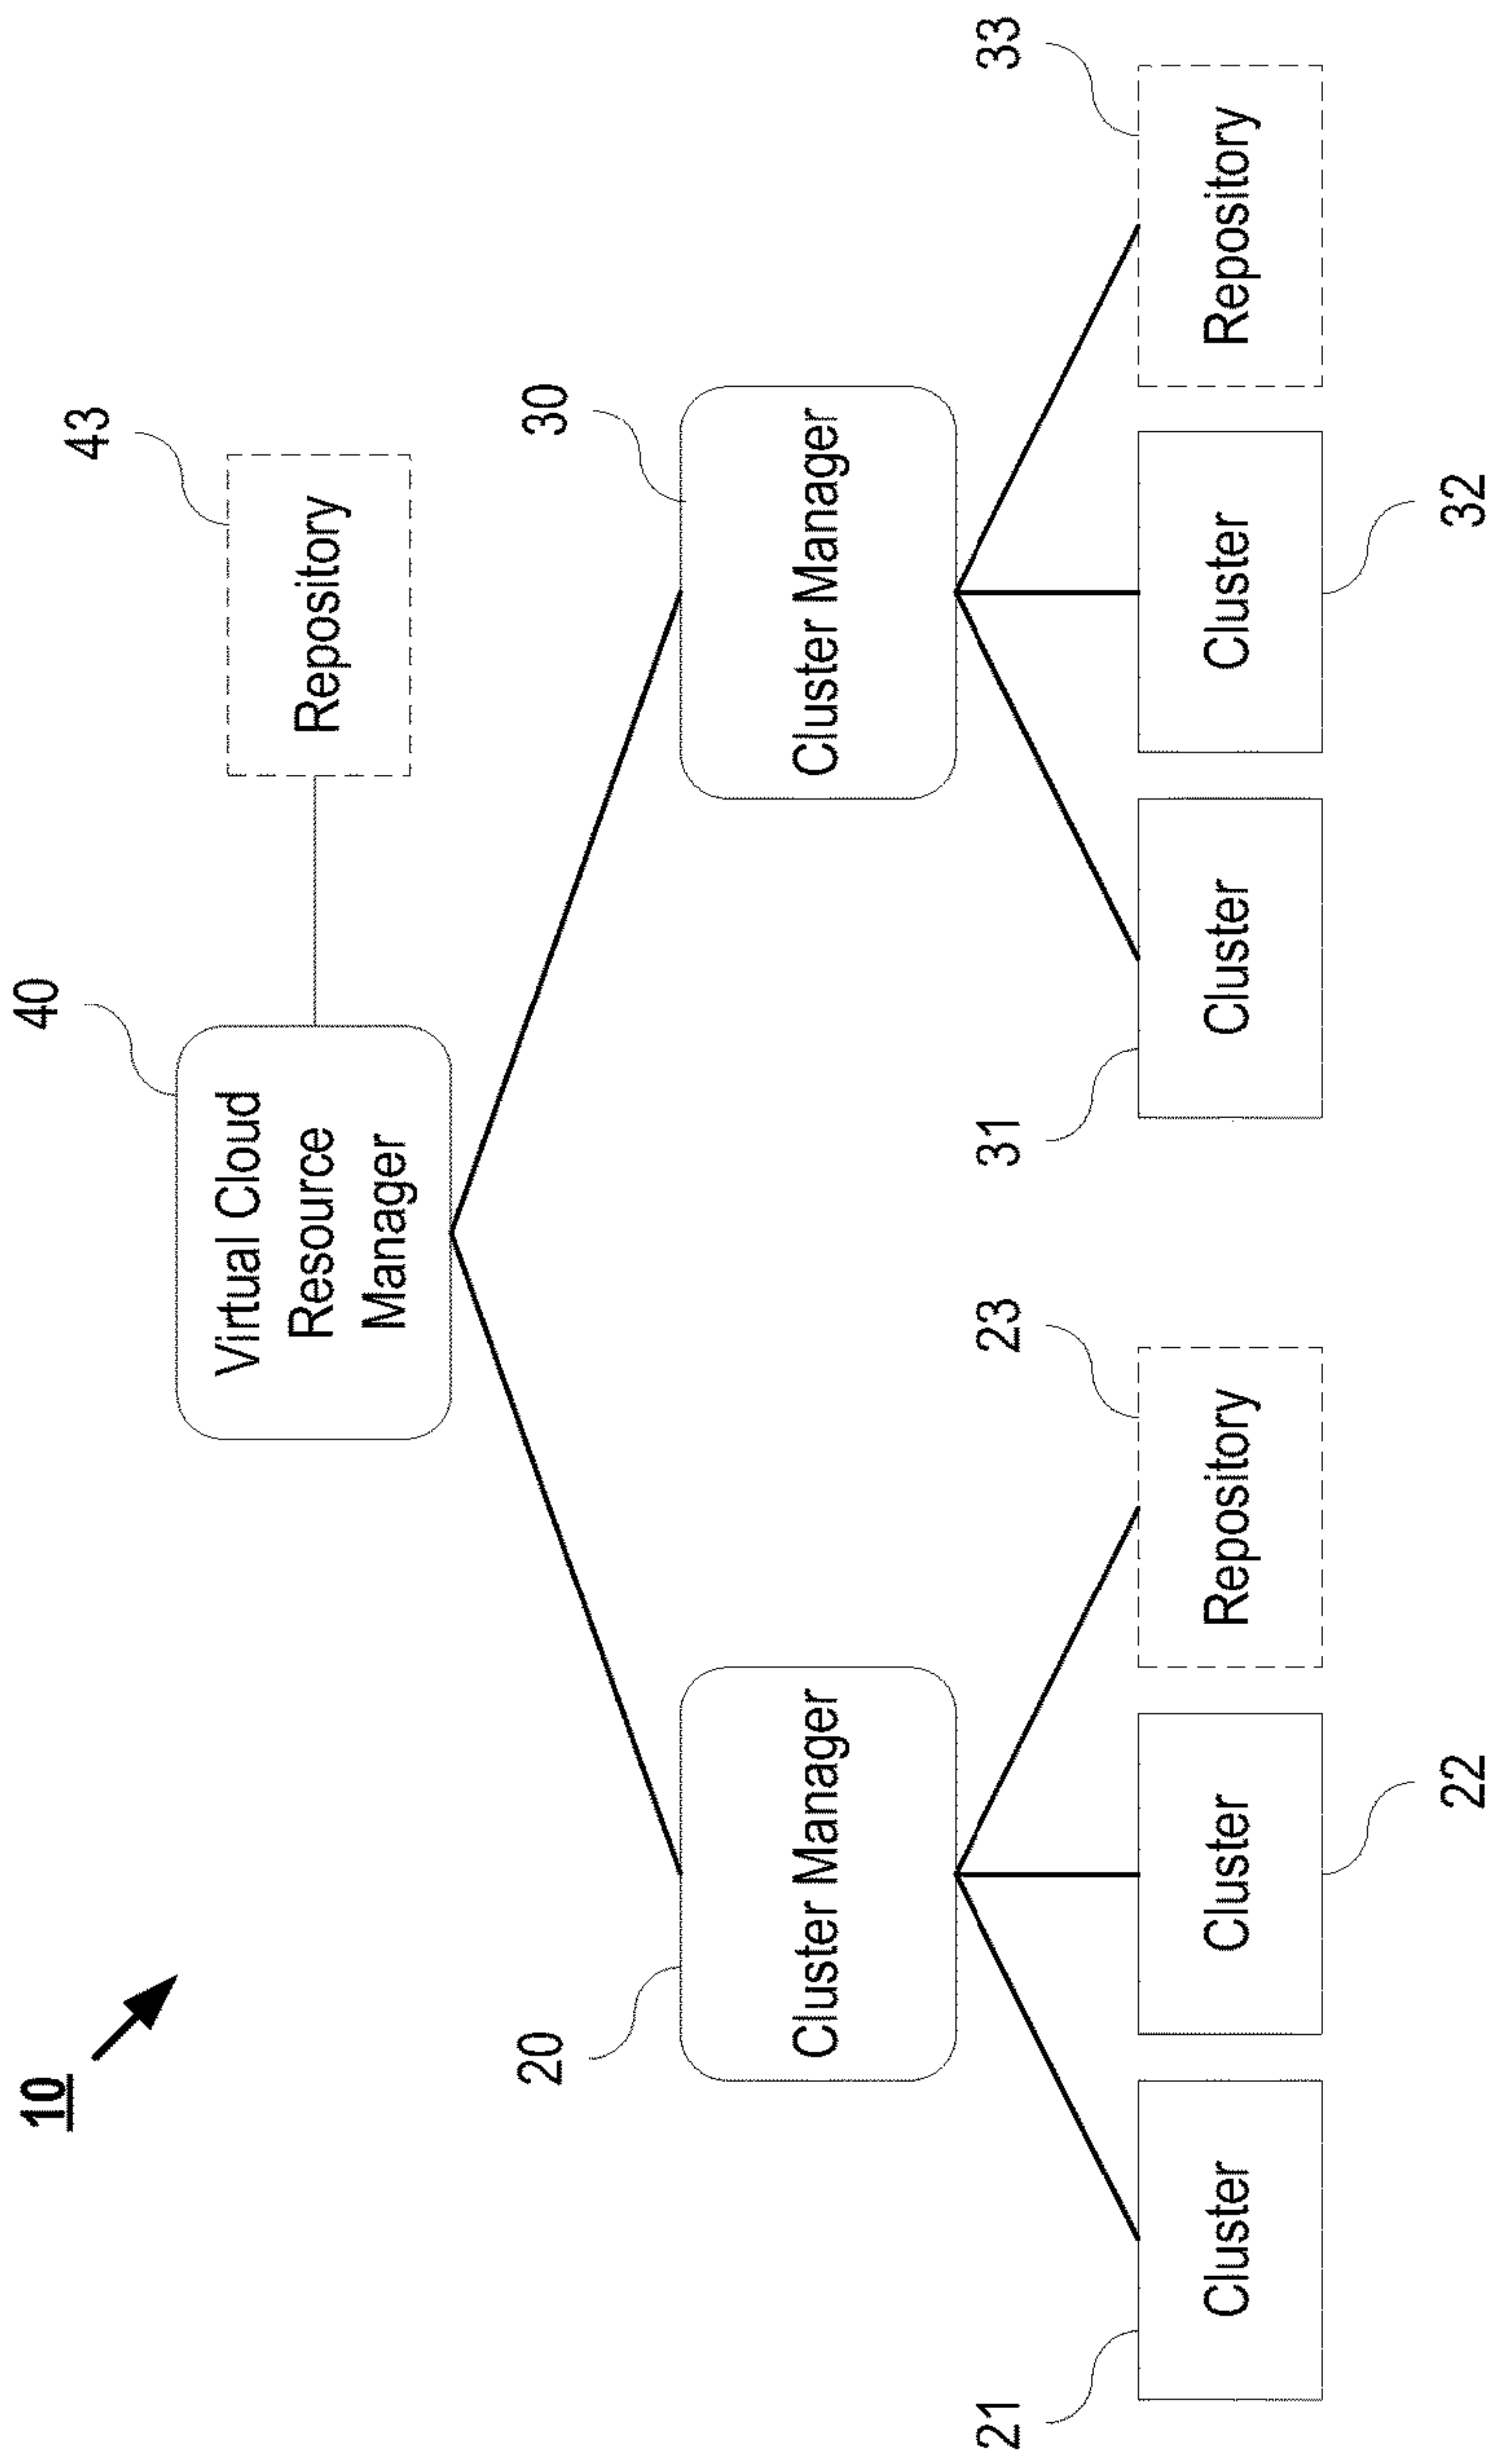 10
40
Virtual Cloud
Resource
Manager
43
Repository
20
Cluster Manager
30
Cluster Manager
21
Cluster
22
Cluster
23
Repository
31
Cluster
32
Cluster
33
Repository